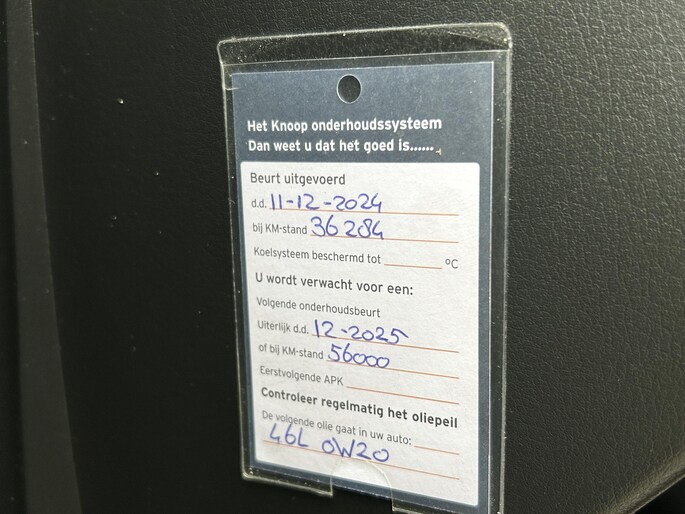 Het Knoop onderhoudssysteem
Dan weet u dat het goed is......
Beurt uitgevoerd
d.d. 11-12-2024
bij KM-stand 36284
Koelsysteem beschermd tot ______ °C
U wordt verwacht voor een:
Volgende onderhoudsbeurt
Uiterlijk d.d. 12-2025
of bij KM-stand 56000
Eerstvolgende APK
Controleer regelmatig het oliepeil
De volgende olie gaat in uw auto:
46L 0W20